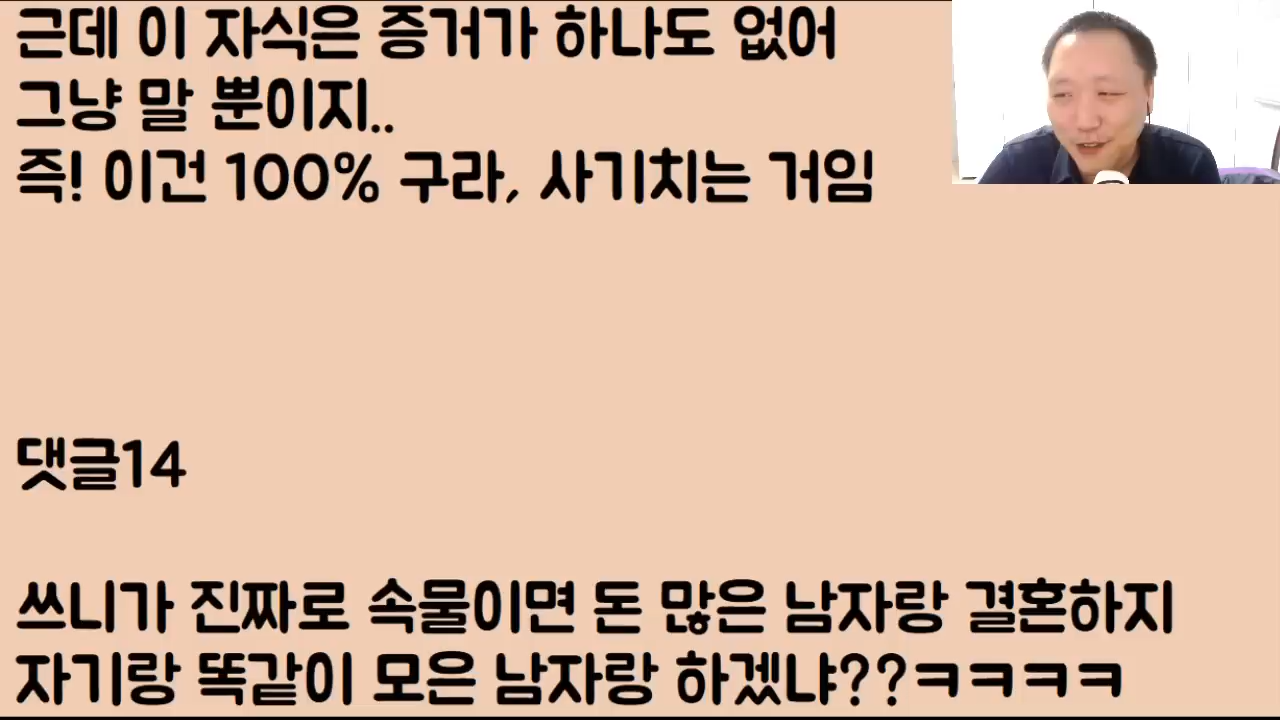 근데 이 자식은 증거가 하나도 없어
그냥 말 뿐이지..
즉! 이건 100% 구라, 사기치는 거임
댓글14
쓰니가 진짜로 속물이면 돈 많은 남자랑 결혼하지
자기랑 똑같이 모은 남자랑 하겠냐??ㅋㅋㅋㅋ